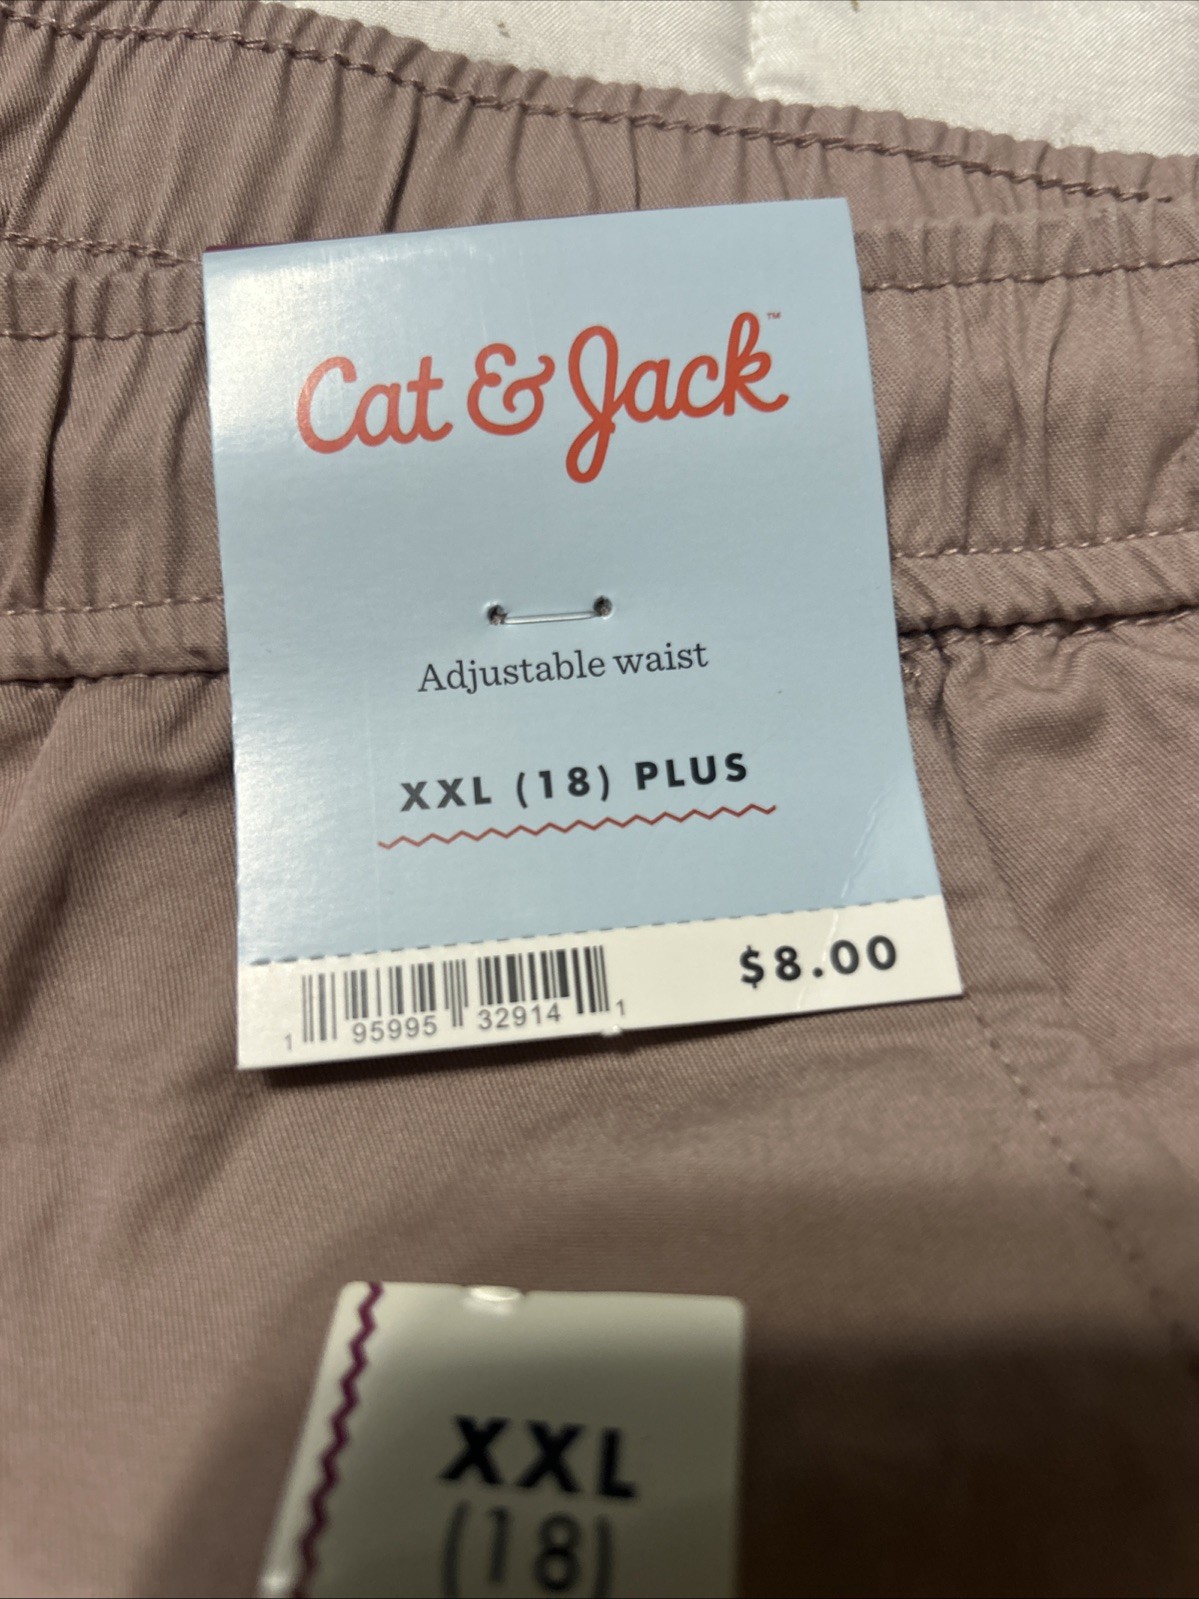 Cat & Jack™
Adjustable waist
XXL (18) PLUS
$8.00
1 95995 32914 1
XXL
(18)